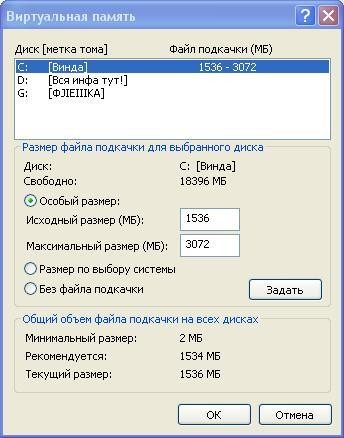 Виртуальная память
Диск [метка тома] Файл подкачки (МБ)
C: [Винда] 1536 - 3072
D: [Вся инфа тут!]
G: [ФJIEIIIKA]
Размер файла подкачки для выбранного диска
Диск: C: [Винда]
Свободно: 18396 МБ
Особый размер:
Исходный размер (МБ): 1536
Максимальный размер (МБ): 3072
Размер по выбору системы
Без файла подкачки Задать
Общий объем файла подкачки на всех дисках
Минимальный размер: 2 МБ
Рекомендуется: 1534 МБ
Текущий размер: 1536 МБ
ОК Отмена